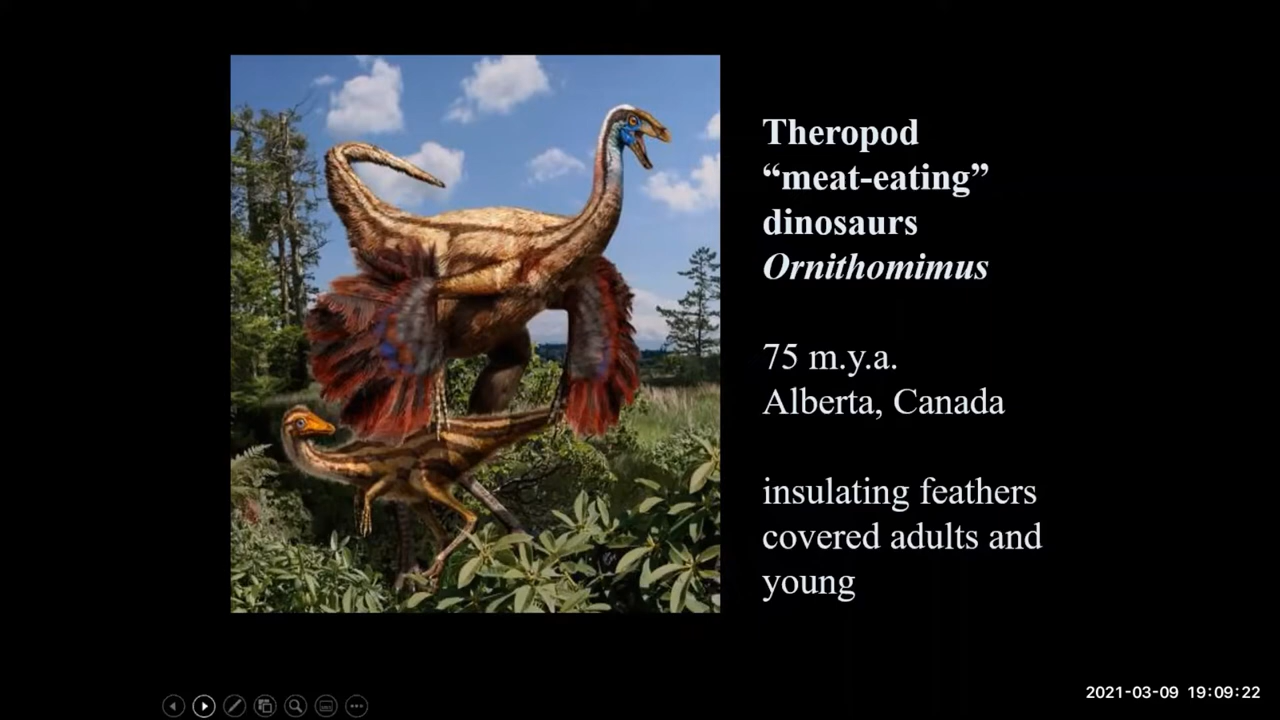 Theropod
“meat-eating”
dinosaurs
Ornithomimus
75 m.y.a.
Alberta, Canada
insulating feathers
covered adults and
young
2021-03-09 19:09:22